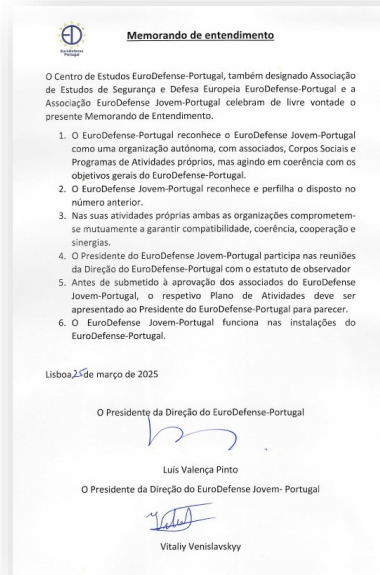 EuroDefense
Portugal
Memorando de entendimento
O Centro de Estudos EuroDefense-Portugal, também designado Associação
de Estudos de Segurança e Defesa Europeia EuroDefense-Portugal e a
Associação EuroDefense Jovem-Portugal celebram de livre vontade o
presente Memorando de Entendimento.
1. O EuroDefense-Portugal reconhece o EuroDefense Jovem-Portugal
como uma organização autónoma, com associados, Corpos Sociais e
Programas de Atividades próprios, mas agindo em coerência com os
objetivos gerais do EuroDefense-Portugal.
2. O EuroDefense Jovem-Portugal reconhece e perfilha o disposto no
número anterior.
3. Nas suas atividades próprias ambas as organizações comprometem-
se mutuamente a garantir compatibilidade, coerência, cooperação e
sinergias.
4. O Presidente do EuroDefense Jovem-Portugal participa nas reuniões
da Direção do EuroDefense-Portugal com o estatuto de observador
5. Antes de submetido à aprovação dos associados do EuroDefense
Jovem-Portugal, o respetivo Plano de Atividades deve ser
apresentado ao Presidente do EuroDefense-Portugal para parecer.
6. O EuroDefense Jovem-Portugal funciona nas instalações do
EuroDefense-Portugal.
Lisboa,25de março de 2025
O Presidente da Direção do EuroDefense-Portugal
Luís Valença Pinto
O Presidente da Direção do EuroDefense Jovem- Portugal
Vitaliy Venislavskyy